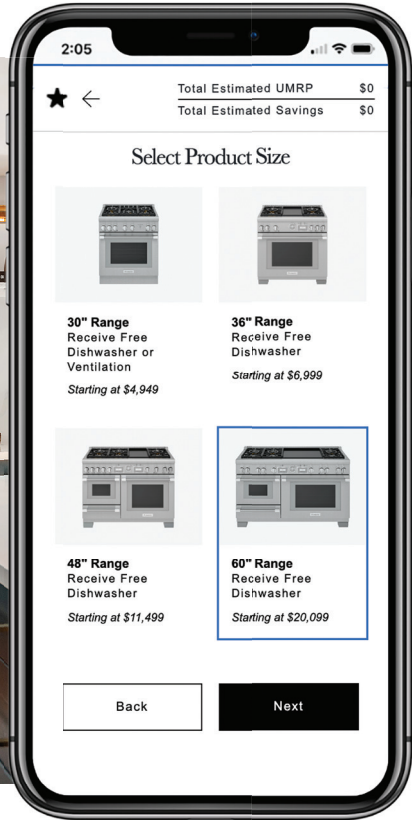 2:05
Total Estimated UMRP $0
Total Estimated Savings $0
Select Product Size
30" Range
Receive Free
Dishwasher or
Ventilation
Starting at $4,949
36" Range
Receive Free
Dishwasher
Starting at $6,999
48" Range
Receive Free
Dishwasher
Starting at $11,499
60" Range
Receive Free
Dishwasher
Starting at $20,099
Back
Next